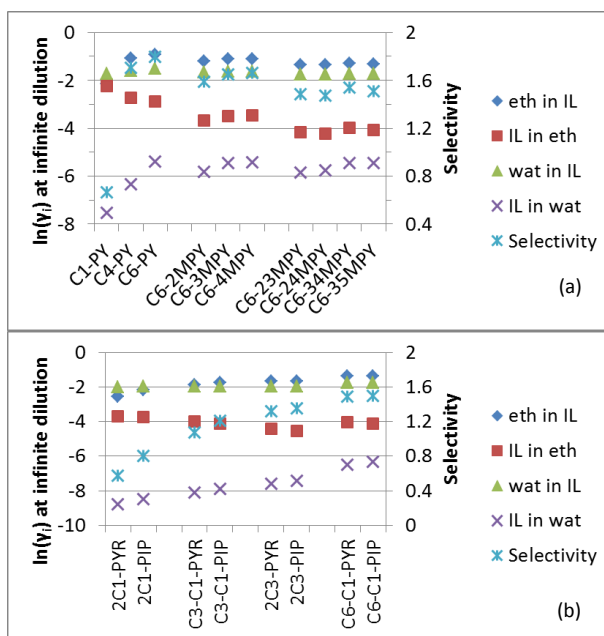 ln(γi) at infinite dilution
0
-2
-4
-6
-8
2
1.6
1.2
0.8
0.4
Selectivity
C1-PY
C4-PY
C6-PY
C6-2MPY
C6-3MPY
C6-4MPY
C6-23MPY
C6-24MPY
C6-34MPY
C6-35MPY
eth in IL
IL in eth
wat in IL
IL in wat
Selectivity
(a)
ln(γi) at infinite dilution
0
-2
-4
-6
-8
-10
2
1.6
1.2
0.8
0.4
0
Selectivity
2C1-PYR
2C1-PIP
C3-C1-PYR
C3-C1-PIP
2C3-PYR
2C3-PIP
C6-C1-PYR
C6-C1-PIP
eth in IL
IL in eth
wat in IL
IL in wat
Selectivity
(b)